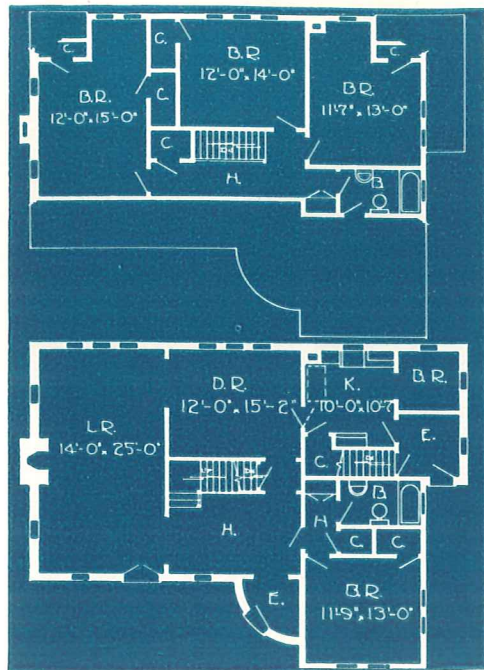 C.
C.
B.R.
12'-0" x 14'-0"
C.
B.R.
12'-0" x 15'-0"
B.R.
11'-7" x 13'-0"
C.
C.
H.
B.
D.R.
12'-0" x 15'-2"
K.
10'-0" x 10'-7"
B.R.
L.R.
14'-0" x 25'-0"
E.
C.
B.
H.
H.
C.
C.
E.
B.R.
11'-9" x 13'-0"